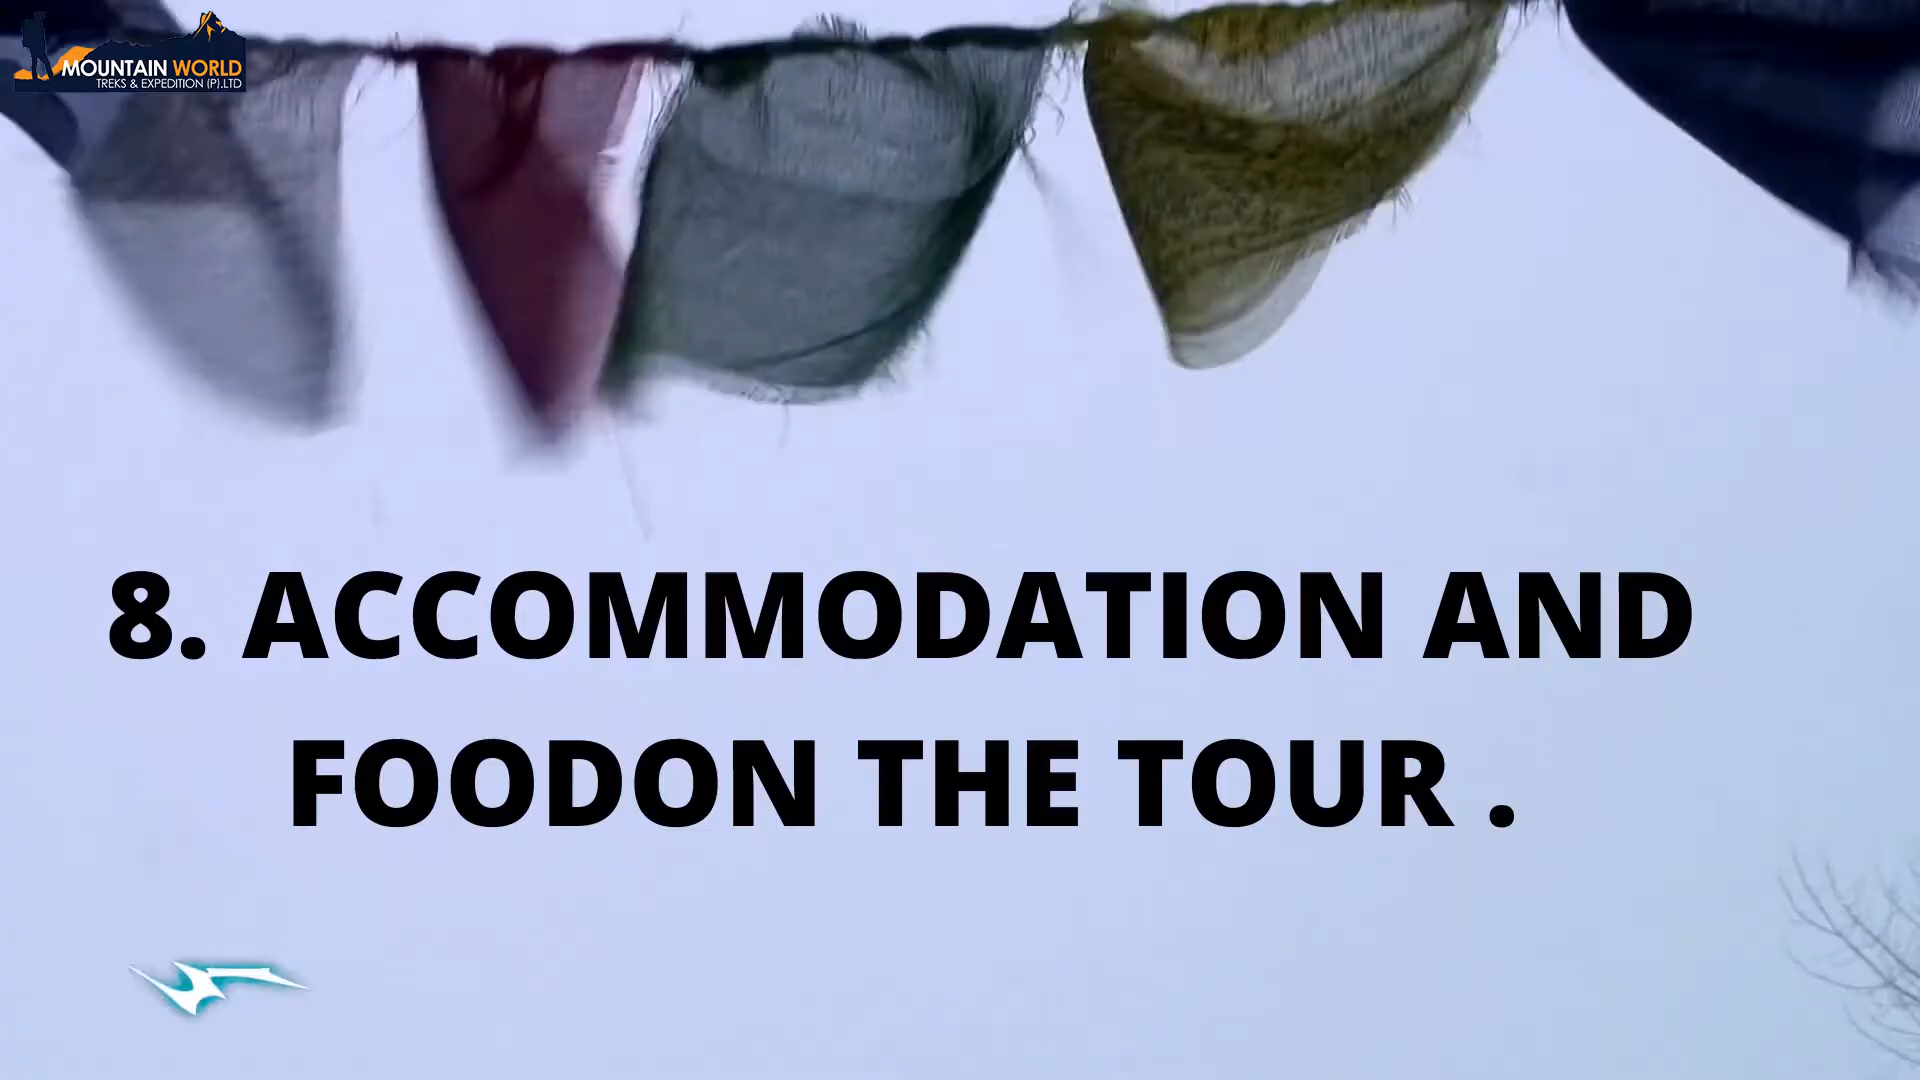 MOUNTAIN WORLD
TREKS & EXPEDITION (P).LTD
8. ACCOMMODATION AND
FOODON THE TOUR .